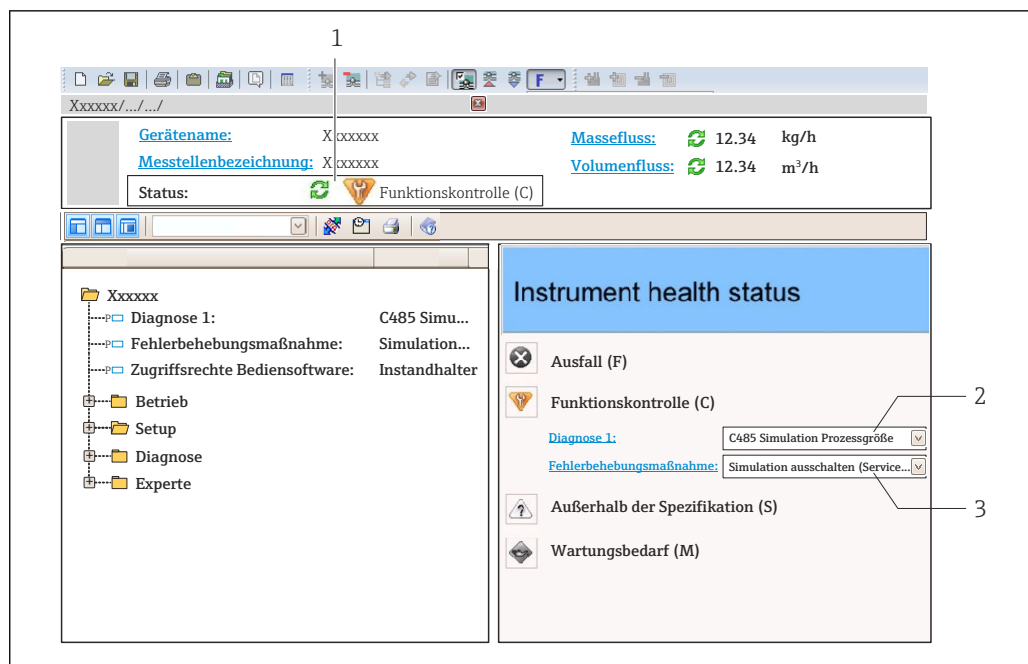 1
F
Xxxxxx/.../.../
Gerätename: Xxxxxxx Massefluss: 12.34 kg/h
Messstellenbezeichnung: Xxxxxxx Volumenfluss: 12.34 m³/h
Status: Funktionskontrolle (C)
Xxxxxx
P Diagnose 1: C485 Simu...
P Fehlerbehebungsmaßnahme: Simulation...
P Zugriffsrechte Bediensoftware: Instandhalter
Betrieb
Setup
Diagnose
Experte
Instrument health status
Ausfall (F)
Funktionskontrolle (C)
2
Diagnose 1: C485 Simulation Prozessgröße
Fehlerbehebungsmaßnahme: Simulation ausschalten (Service...
Außerhalb der Spezifikation (S)
3
Wartungsbedarf (M)